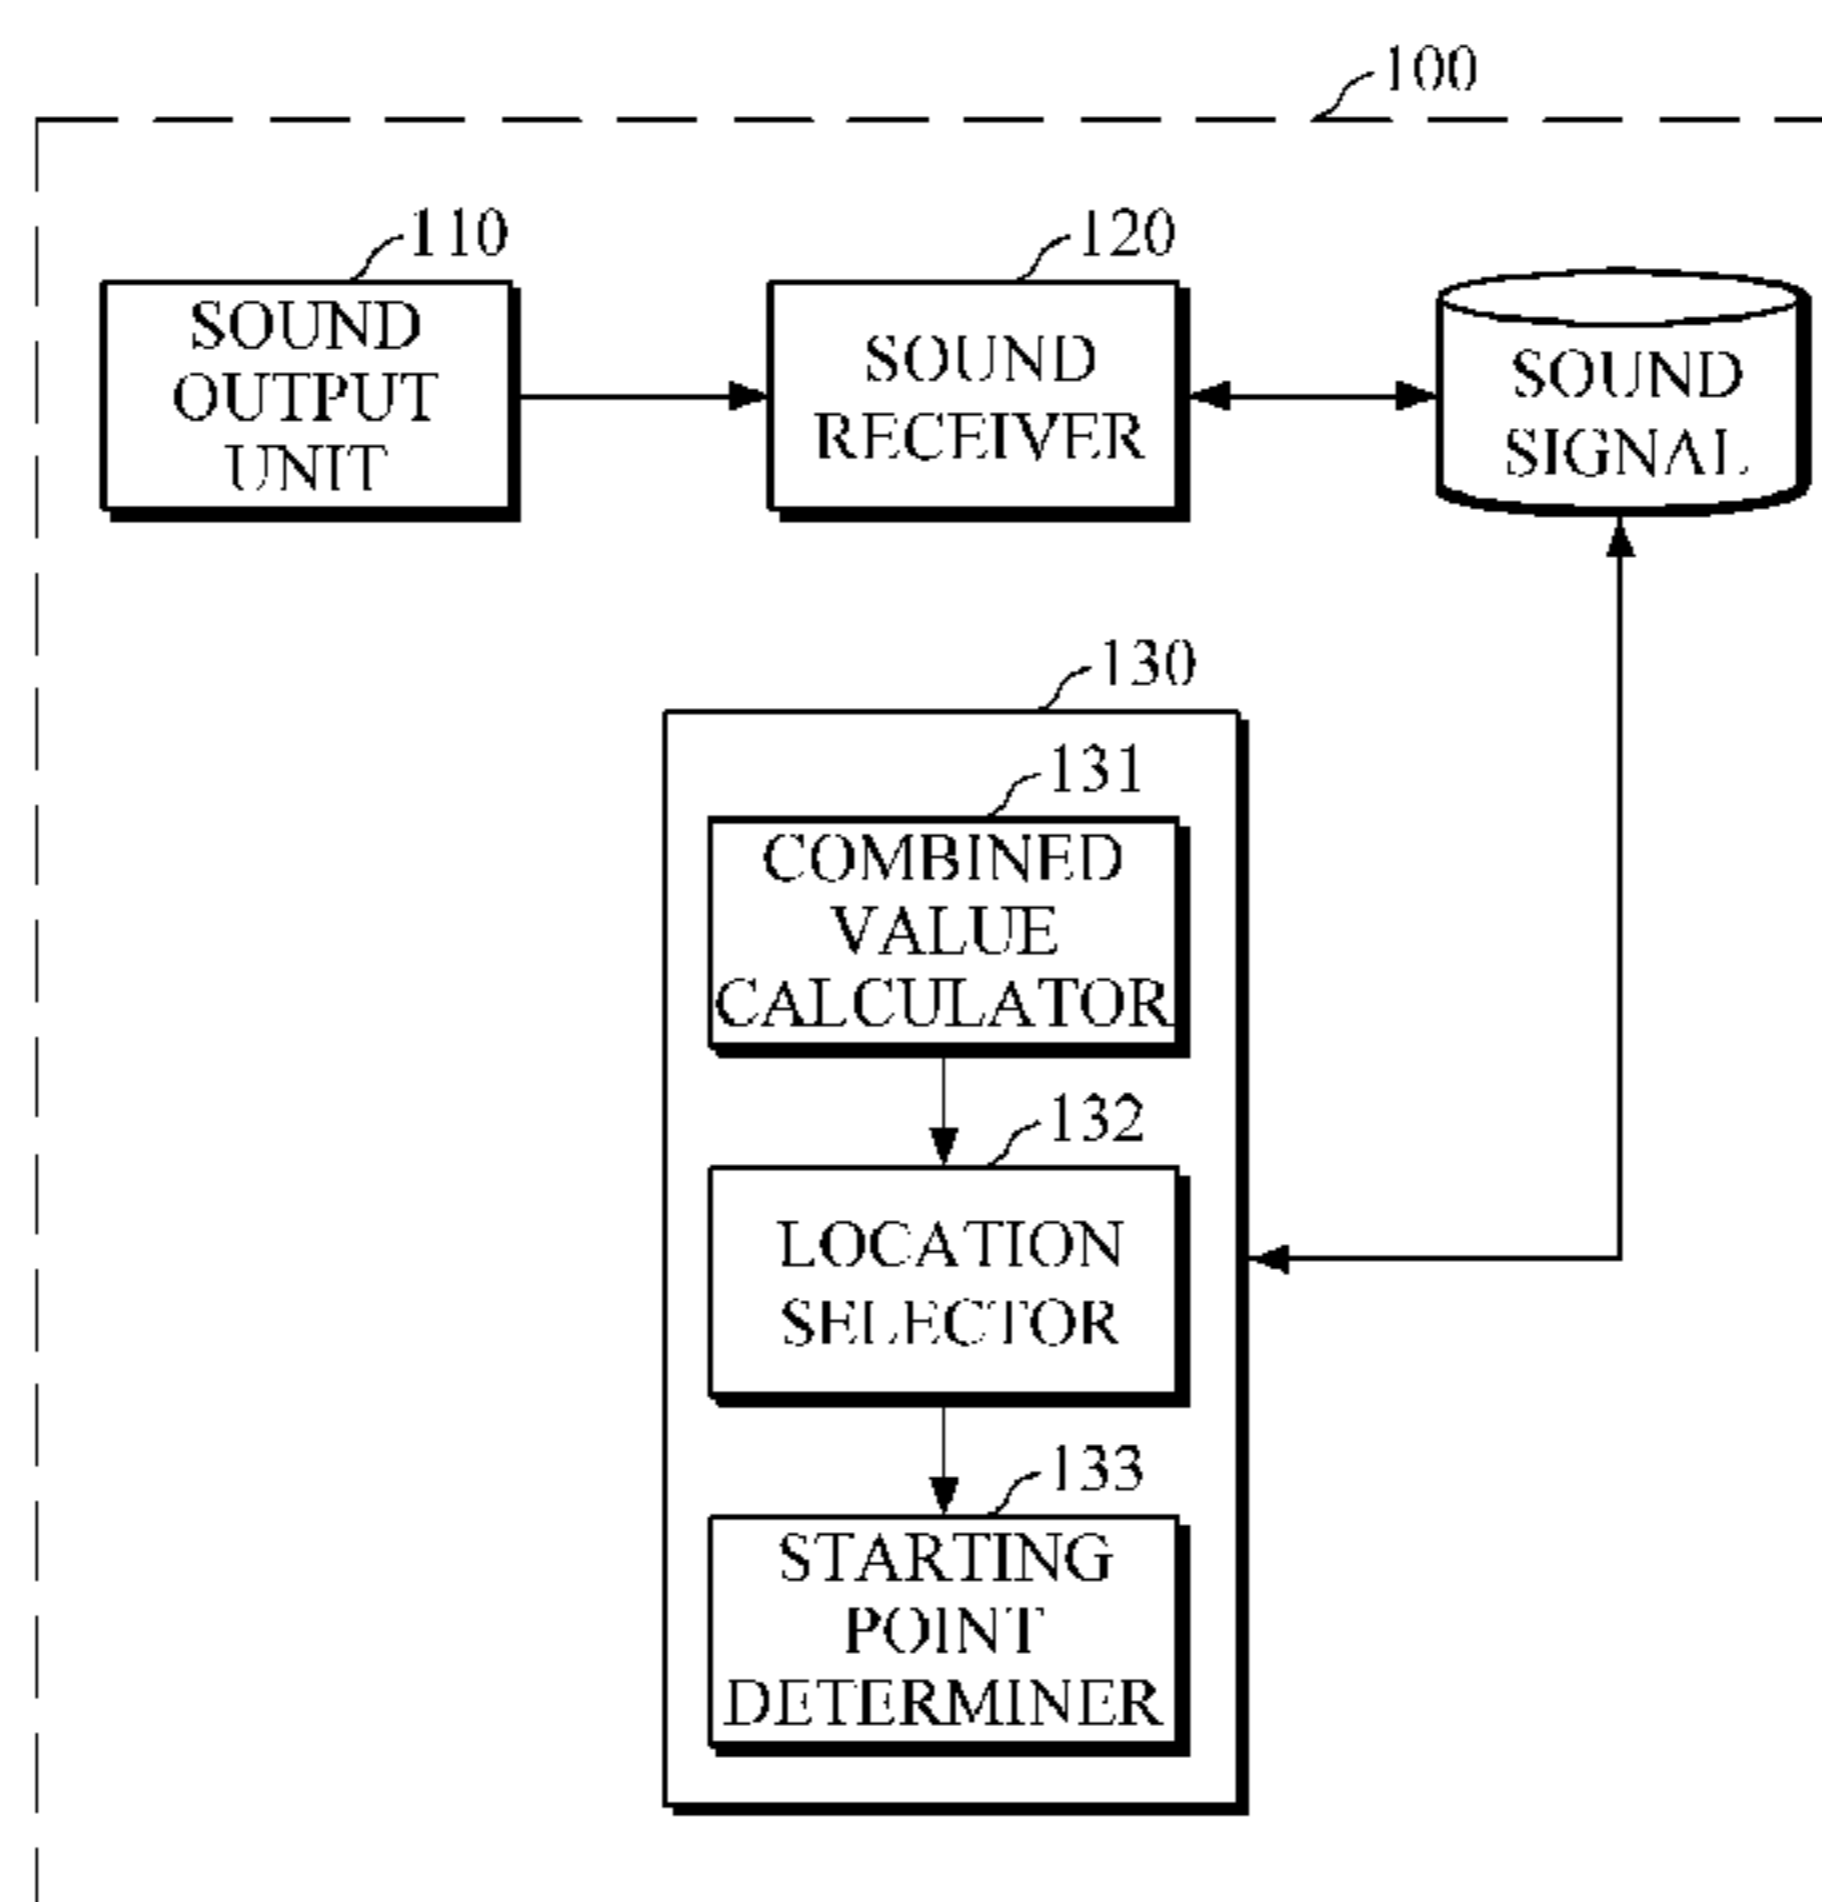 100
110
SOUND
OUTPUT
UNIT
120
SOUND
RECEIVER
SOUND
SIGNAL
130
131
COMBINED
VALUE
CALCULATOR
132
LOCATION
SELECTOR
133
STARTING
POINT
DETERMINER